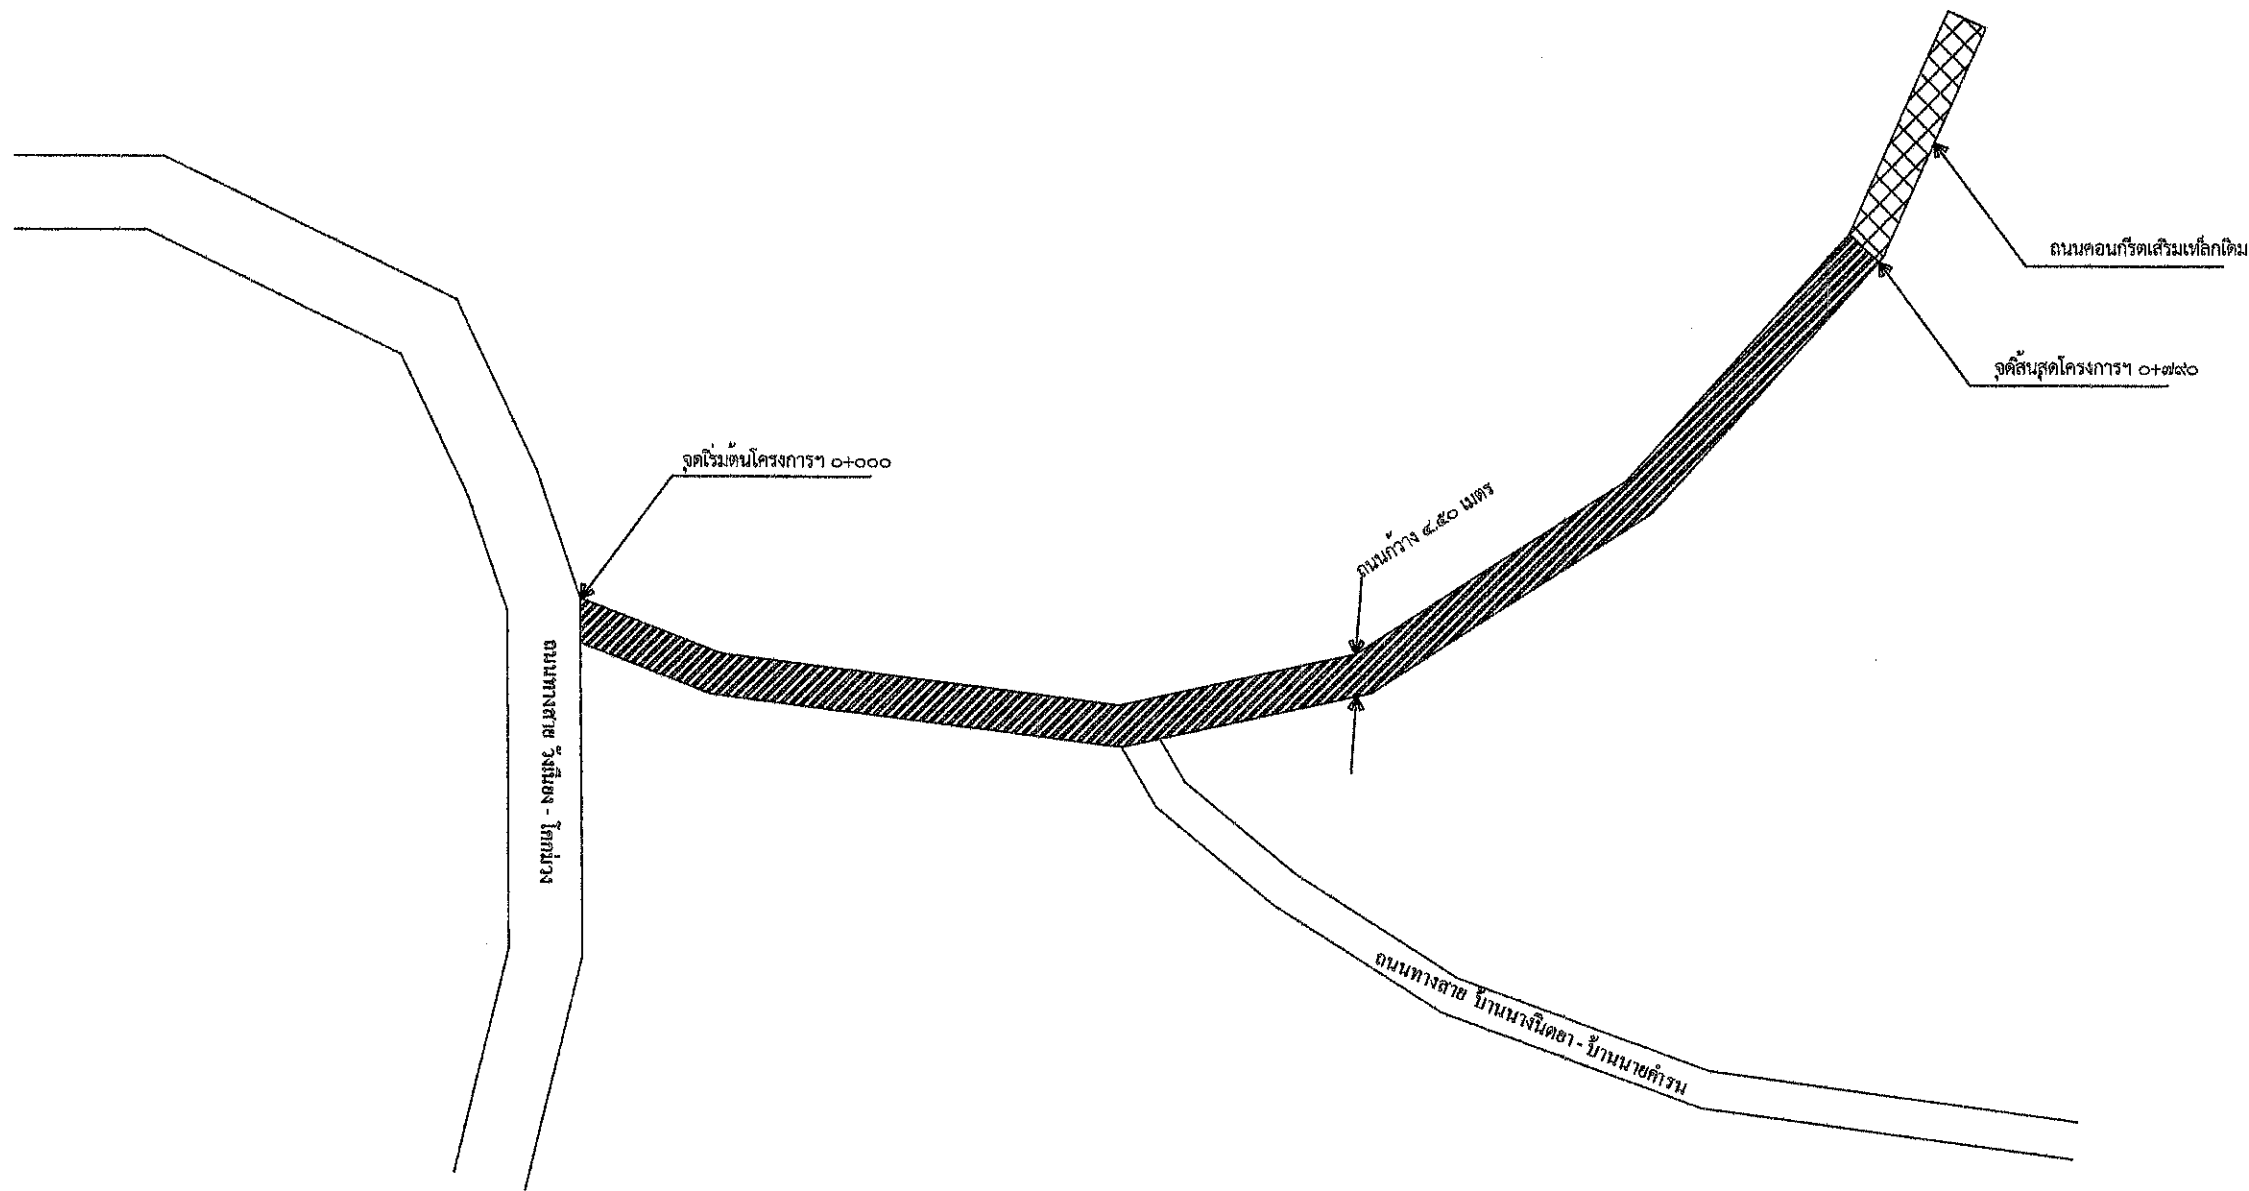 ถนนคอนกรีตเสริมเหล็กเดิม
จุดสิ้นสุดโครงการฯ ๐+๗๙๐
จุดเริ่มต้นโครงการฯ ๐+๐๐๐
ถนนกว้าง ๔.๕๐ เมตร
ถนนทางสาย วังเนียง - โคกม่วง
ถนนทางสาย บ้านนางนิตยา - บ้านนายคำรน